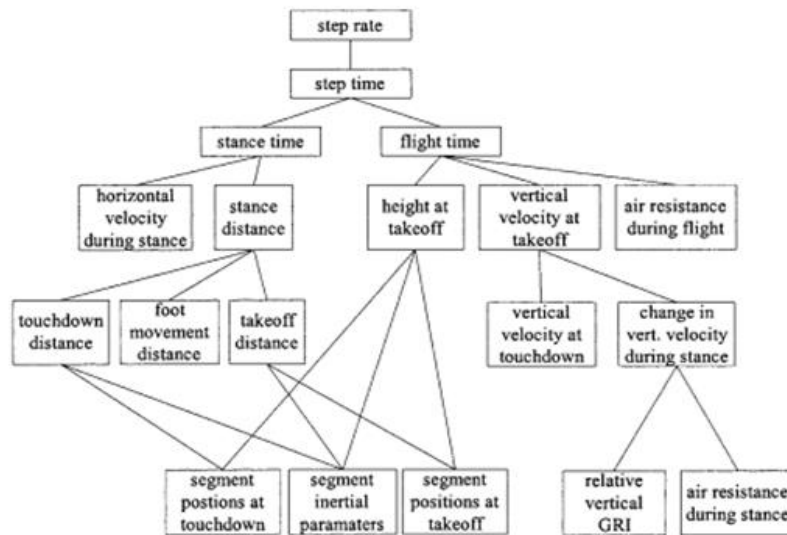 step rate
step time
stance time
flight time
horizontal
velocity
during stance
stance
distance
height at
takeoff
vertical
velocity at
takeoff
air resistance
during flight
touchdown
distance
foot
movement
distance
takeoff
distance
vertical
velocity at
touchdown
change in
vert. velocity
during stance
segment
postions at
touchdown
segment
inertial
paramaters
segment
positions at
takeoff
relative
vertical
GRI
air resistance
during stance